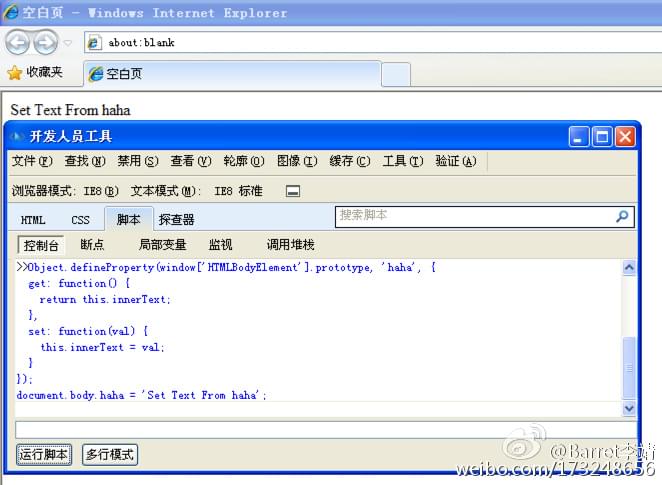 空白页 - Windows Internet Explorer
about:blank
收藏夹
空白页
Set Text From haha
开发人员工具
文件(F) 查找(N) 禁用(S) 查看(V) 轮廓(O) 图像(I) 缓存(C) 工具(T) 验证(A)
浏览器模式: IE8(B) 文本模式(M): IE8 标准
HTML CSS 脚本 探查器 搜索脚本
控制台 断点 局部变量 监视 调用堆栈
>>Object.defineProperty(window['HTMLBodyElement'].prototype, 'haha', {
get: function() {
return this.innerText;
},
set: function(val) {
this.innerText = val;
}
});
document.body.haha = 'Set Text From haha';
运行脚本 多行模式
@Barret李靖
weibo.com/173248656